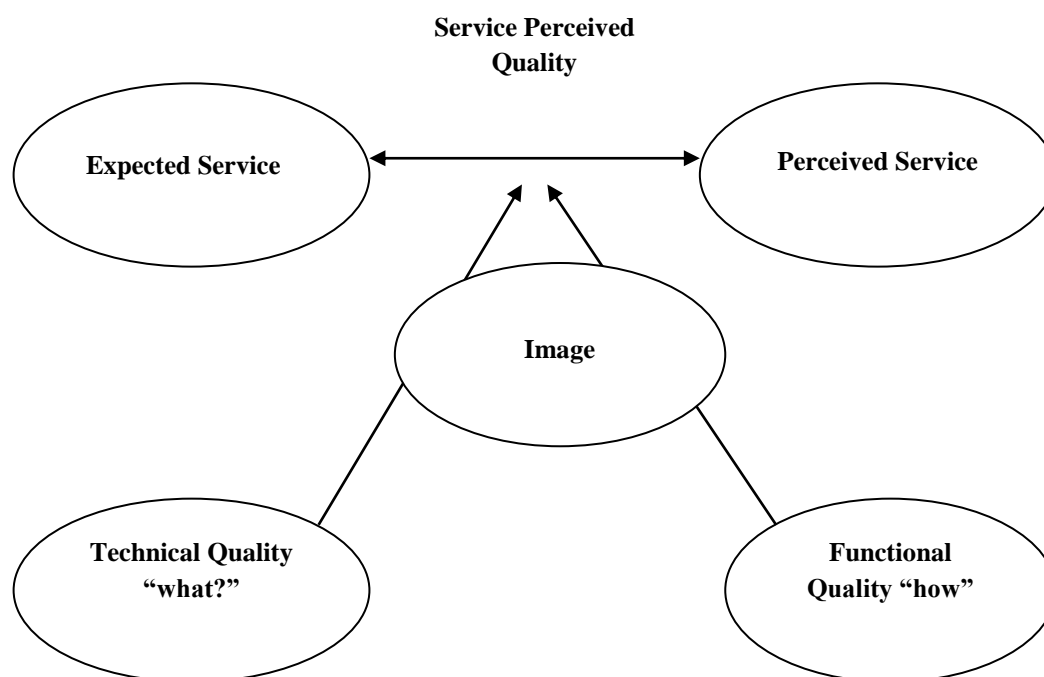 Service Perceived
Quality
Expected Service
Perceived Service
Image
Technical Quality
“what?”
Functional
Quality “how”